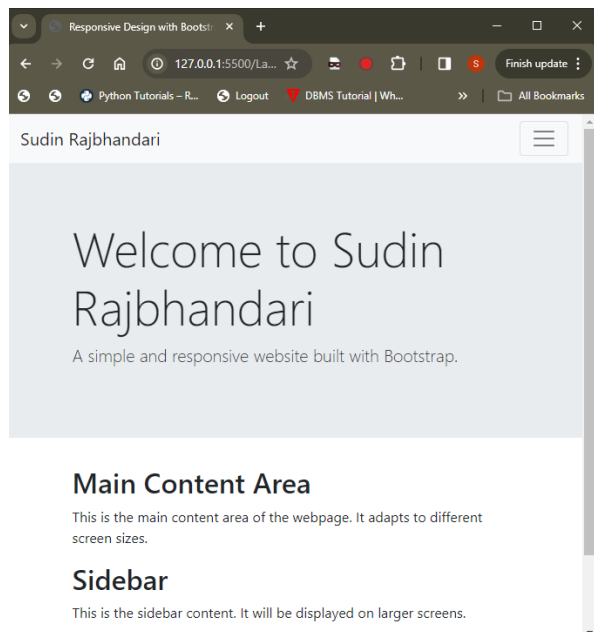 Responsive Design with Bootstr
127.0.0.1:5500/La...
S
Finish update
Python Tutorials – R...
Logout
DBMS Tutorial | Wh...
»
All Bookmarks
Sudin Rajbhandari
Welcome to Sudin
Rajbhandari
A simple and responsive website built with Bootstrap.
Main Content Area
This is the main content area of the webpage. It adapts to different
screen sizes.
Sidebar
This is the sidebar content. It will be displayed on larger screens.